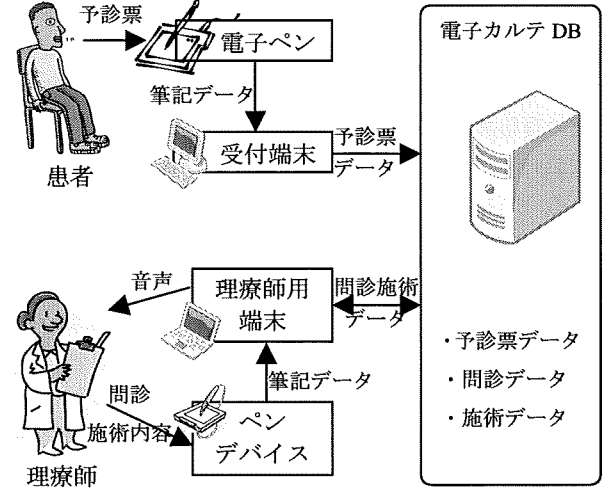 予診票
電子ペン
電子カルテ DB
筆記データ
受付端末
予診票
データ
患者
音声
理療師用
端末
問診施術
データ
・予診票データ
・問診データ
・施術データ
筆記データ
問診
施術内容
ペン
デバイス
理療師